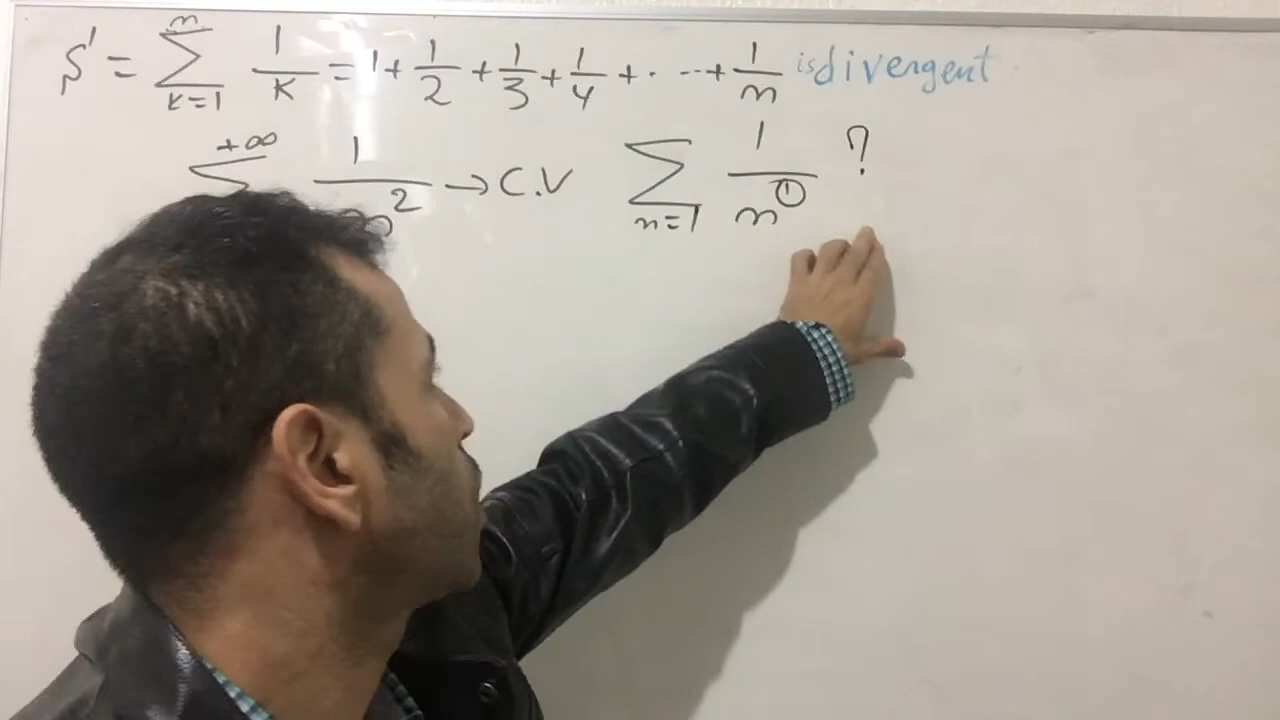 S' = ∑_{k=1}^{n} 1/k = 1 + 1/2 + 1/3 + 1/4 + · ·· + 1/n is divergent
∑^{+∞} 1/n² → C.V ∑_{n=1} 1/n^① ?